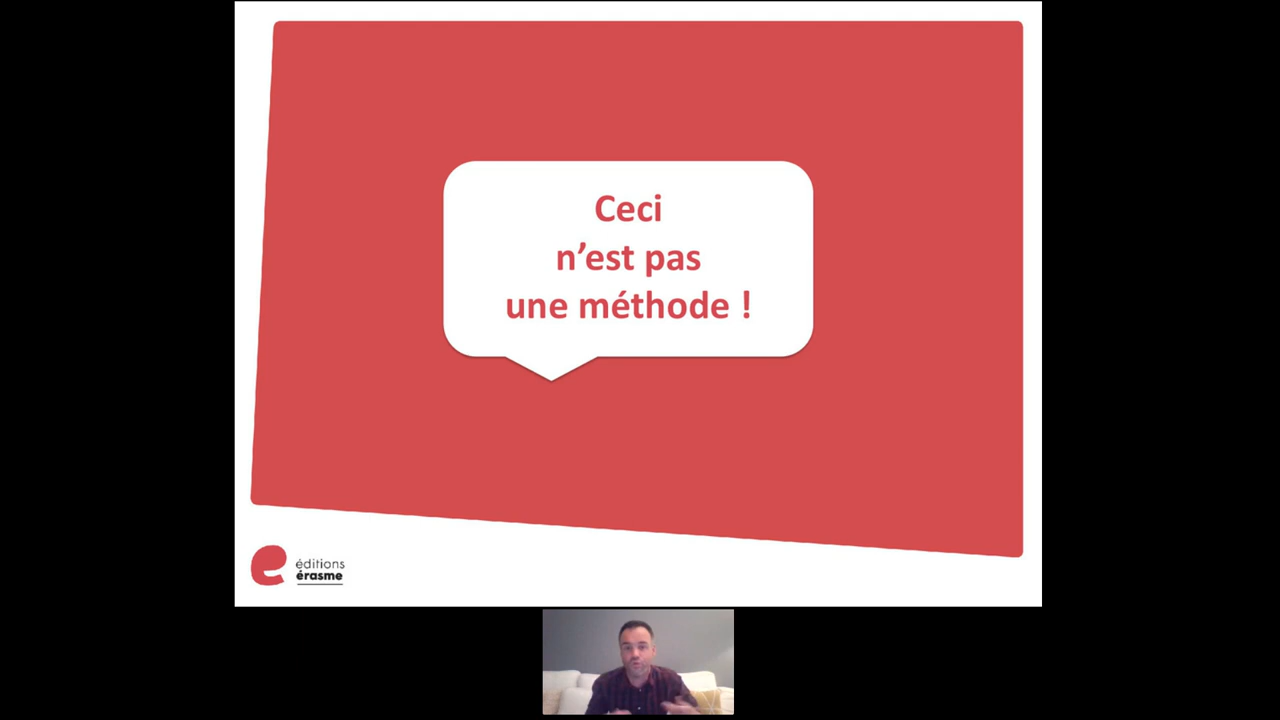 Ceci
n’est pas
une méthode !
éditions
érasme